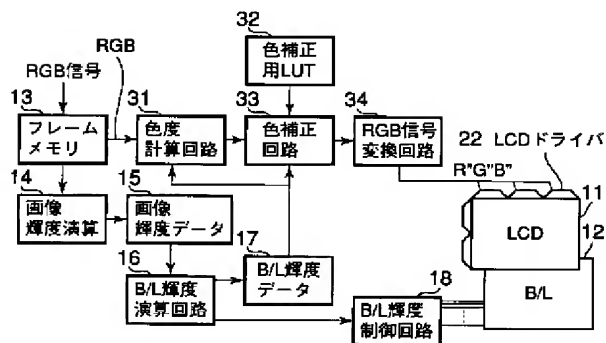 RGB
32
RGB信号
色補正
用LUT
13
31
33
34
フレーム
メモリ
色度
計算回路
色補正
回路
RGB信号
変換回路
22 LCDドライバ
R"G"B"
14
15
11
画像
輝度演算
画像
輝度データ
17
LCD
12
16
B/L輝度
演算回路
B/L輝度
データ
18
B/L輝度
制御回路
B/L